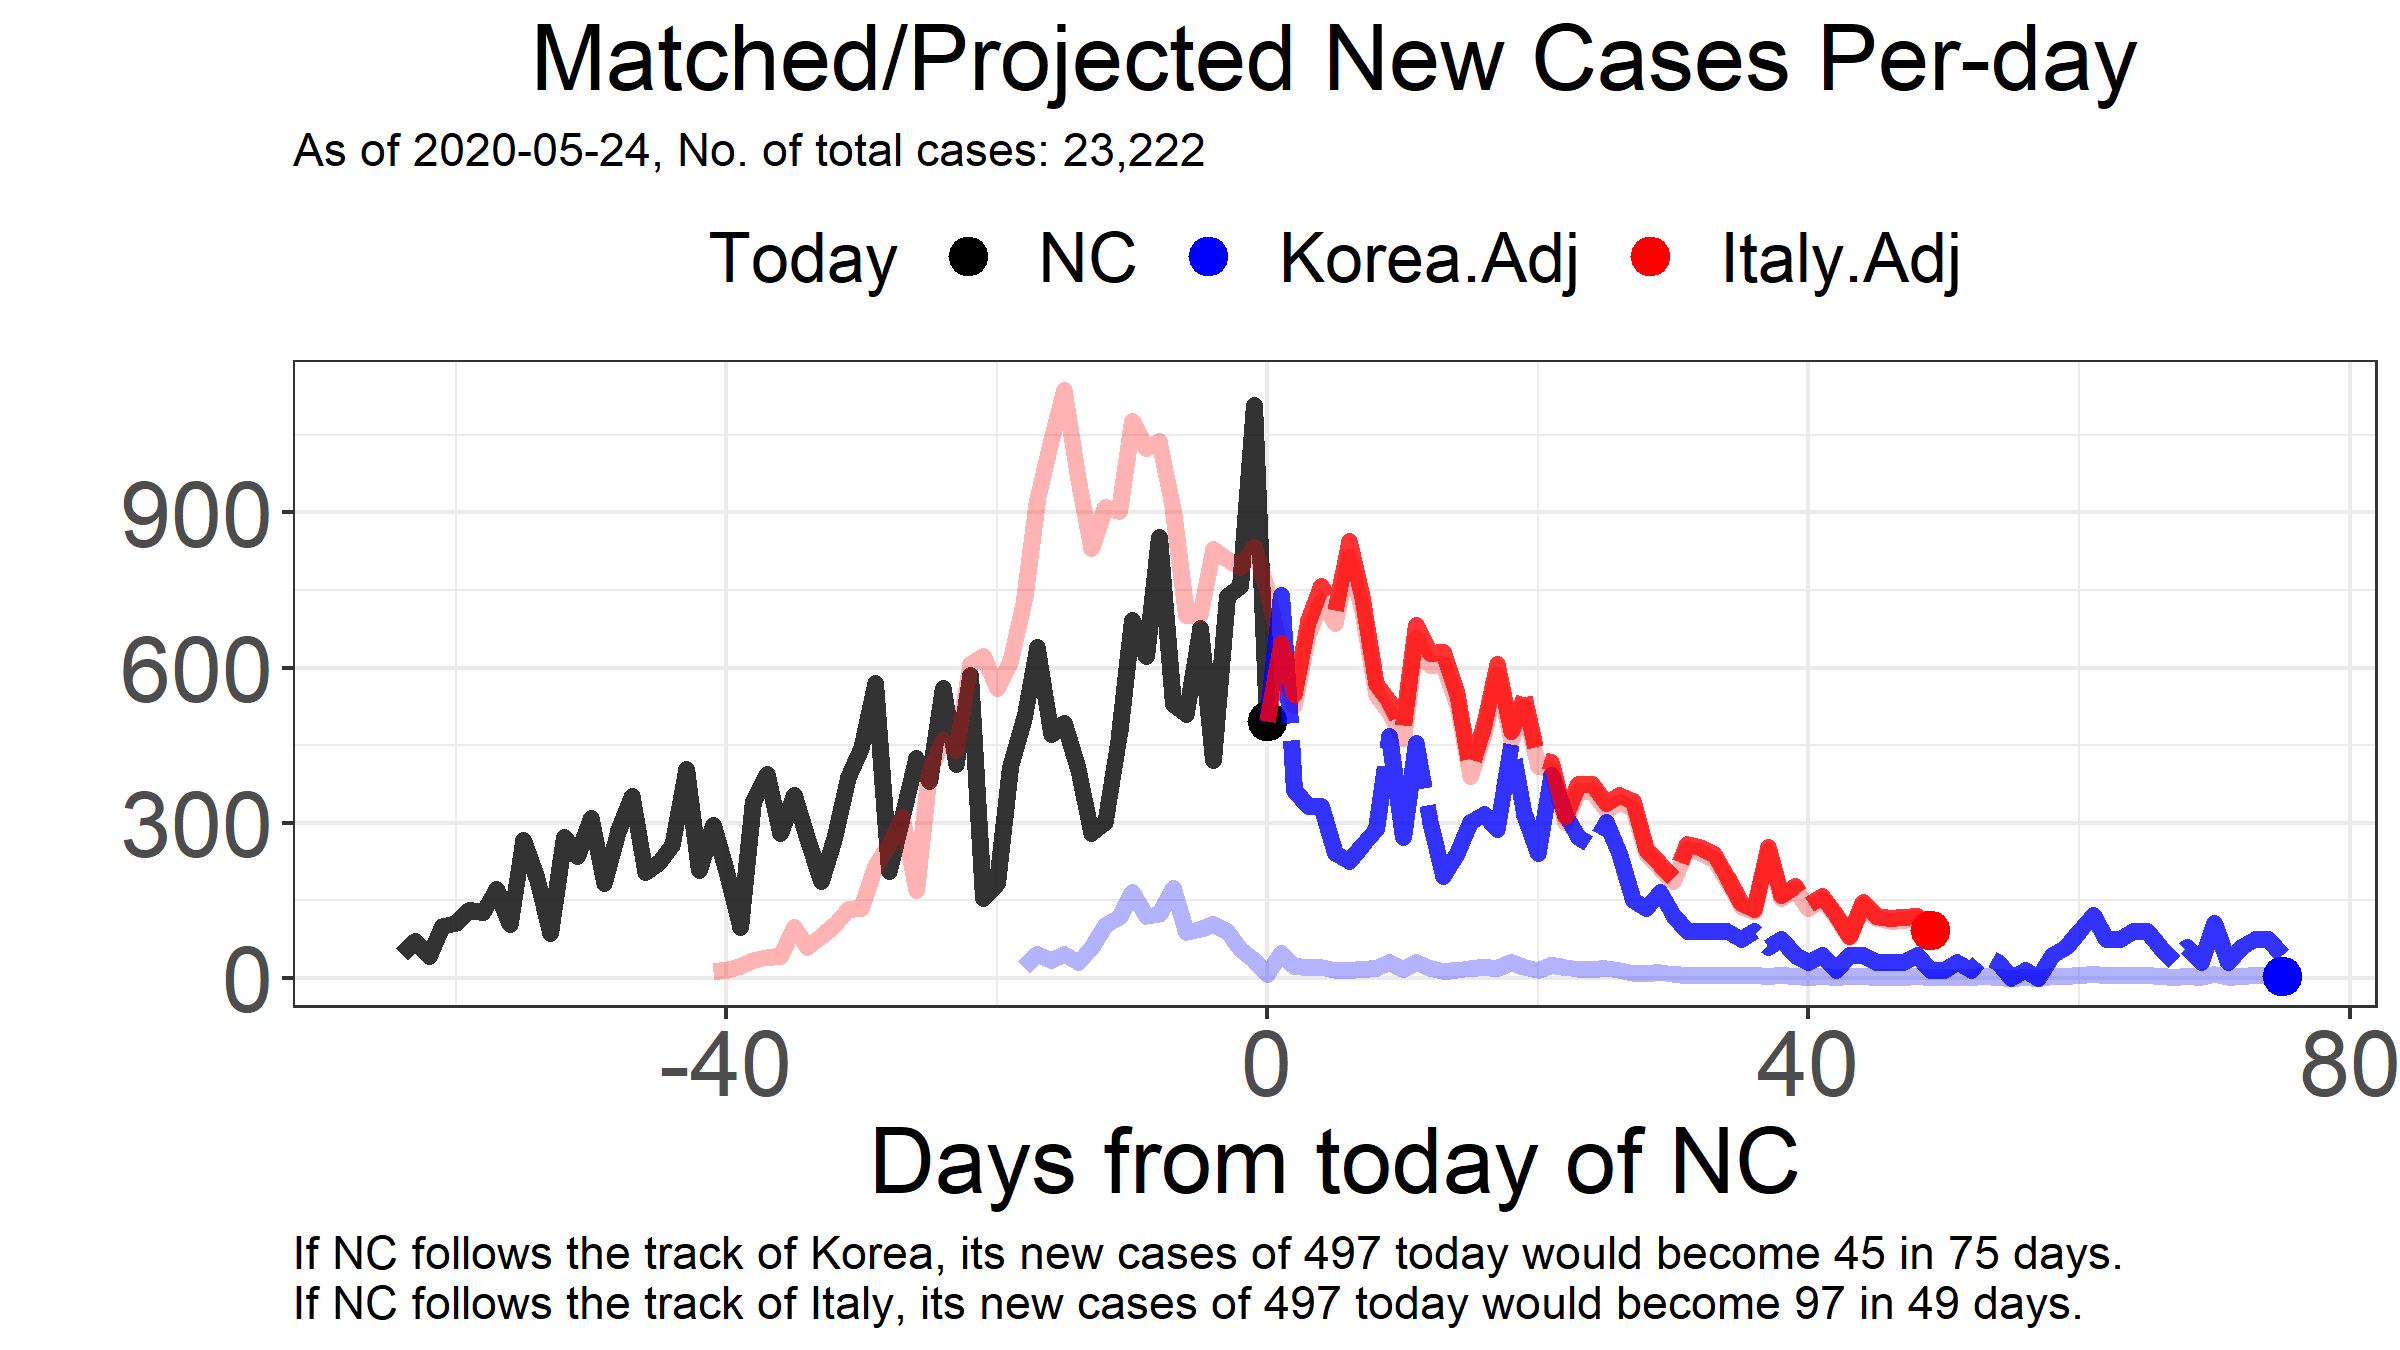 Matched/Projected New Cases Per-day
As of 2020-05-24, No. of total cases: 23,222
Today NC Korea.Adj Italy.Adj
900
600
300
0
-40 0 40 80
Days from today of NC
If NC follows the track of Korea, its new cases of 497 today would become 45 in 75 days.
If NC follows the track of Italy, its new cases of 497 today would become 97 in 49 days.